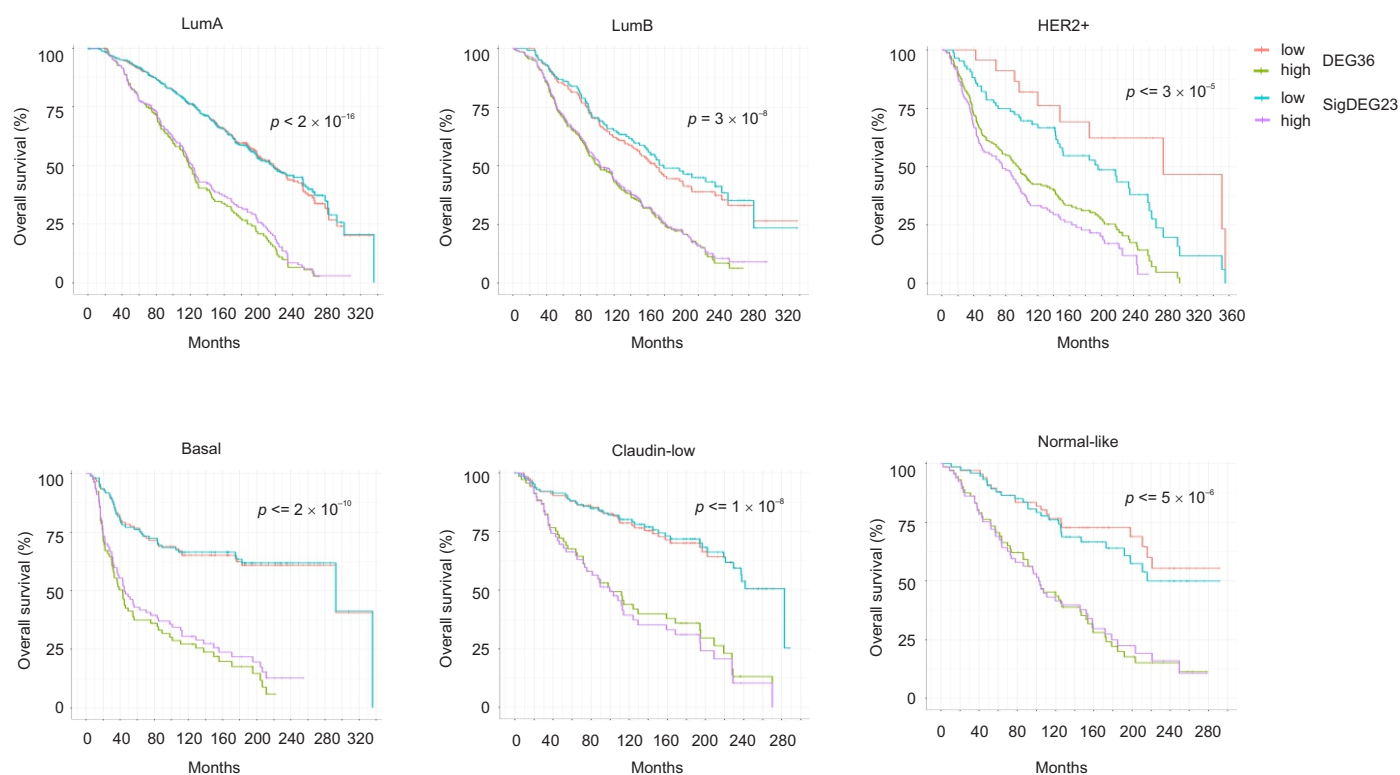 LumA
100
75
50
25
0
Overall survival (%)
p < 2 × 10⁻¹⁶
0 40 80 120 160 200 240 280 320
Months
LumB
100
75
50
25
0
Overall survival (%)
p = 3 × 10⁻⁸
0 40 80 120 160 200 240 280 320
Months
HER2+
100
75
50
25
0
Overall survival (%)
p <= 3 × 10⁻⁵
0 40 80 120 160 200 240 280 320 360
Months
low
high
DEG36
low
high
SigDEG23
Basal
100
75
50
25
0
Overall survival (%)
p <= 2 × 10⁻¹⁰
0 40 80 120 160 200 240 280 320
Months
Claudin-low
100
75
50
25
0
Overall survival (%)
p <= 1 × 10⁻⁸
0 40 80 120 160 200 240 280
Months
Normal-like
100
75
50
25
0
Overall survival (%)
p <= 5 × 10⁻⁶
0 40 80 120 160 200 240 280
Months